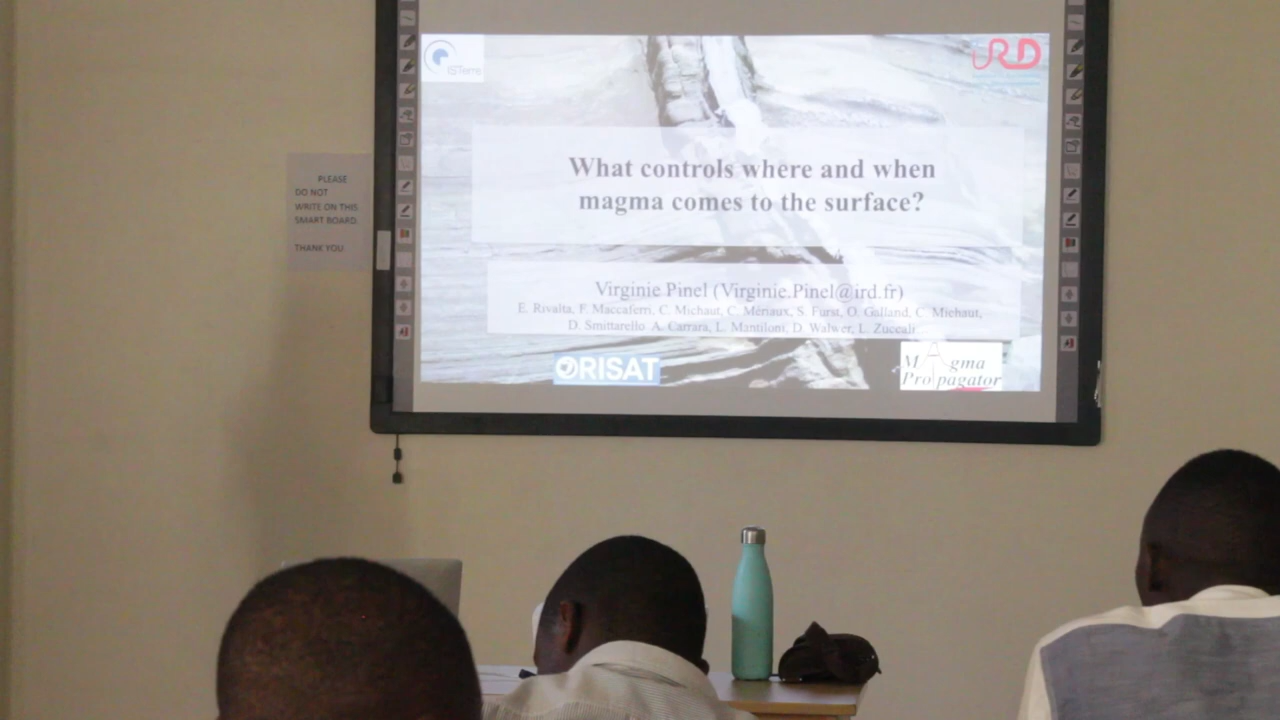 ISTerre
IRD
PLEASE
DO NOT
WRITE ON THIS
SMART BOARD.
THANK YOU
What controls where and when
magma comes to the surface?
Virginie Pinel (Virginie.Pinel@ird.fr)
E. Rivalta, F. Maccaferri, C. Michaut, C. Meriaux, S. Furst, O. Galland, C. Michaut,
D. Smittarello A. Carrara, L. Mantiloni, D. Walwer, L. Zuccali
ORISAT
MAgma
Propagator